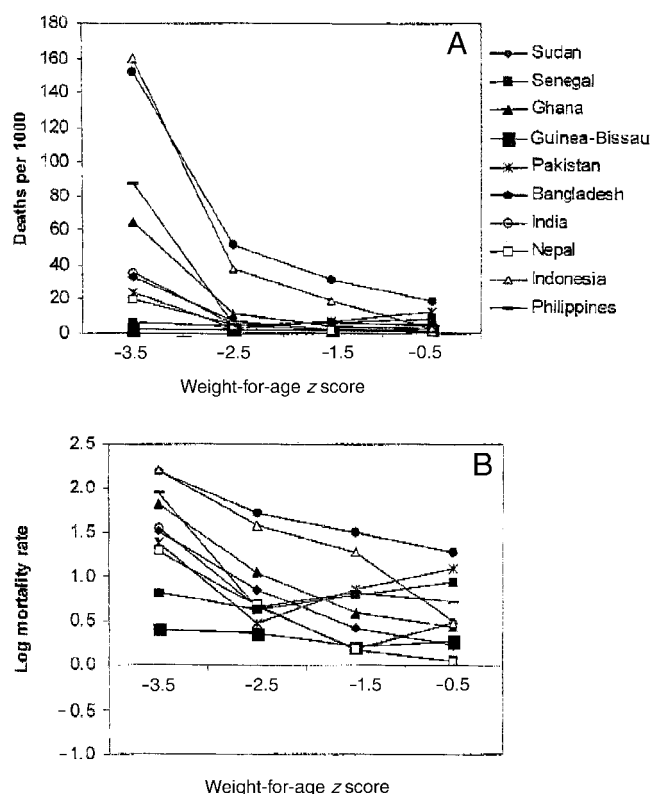 A
Deaths per 1000
180
160
140
120
100
80
60
40
20
0
-3.5 -2.5 -1.5 -0.5
Weight-for-age z score
Sudan
Senegal
Ghana
Guinea-Bissau
Pakistan
Bangladesh
India
Nepal
Indonesia
Philippines
B
Log mortality rate
2.5
2.0
1.5
1.0
0.5
0.0
-0.5
-1.0
-3.5 -2.5 -1.5 -0.5
Weight-for-age z score